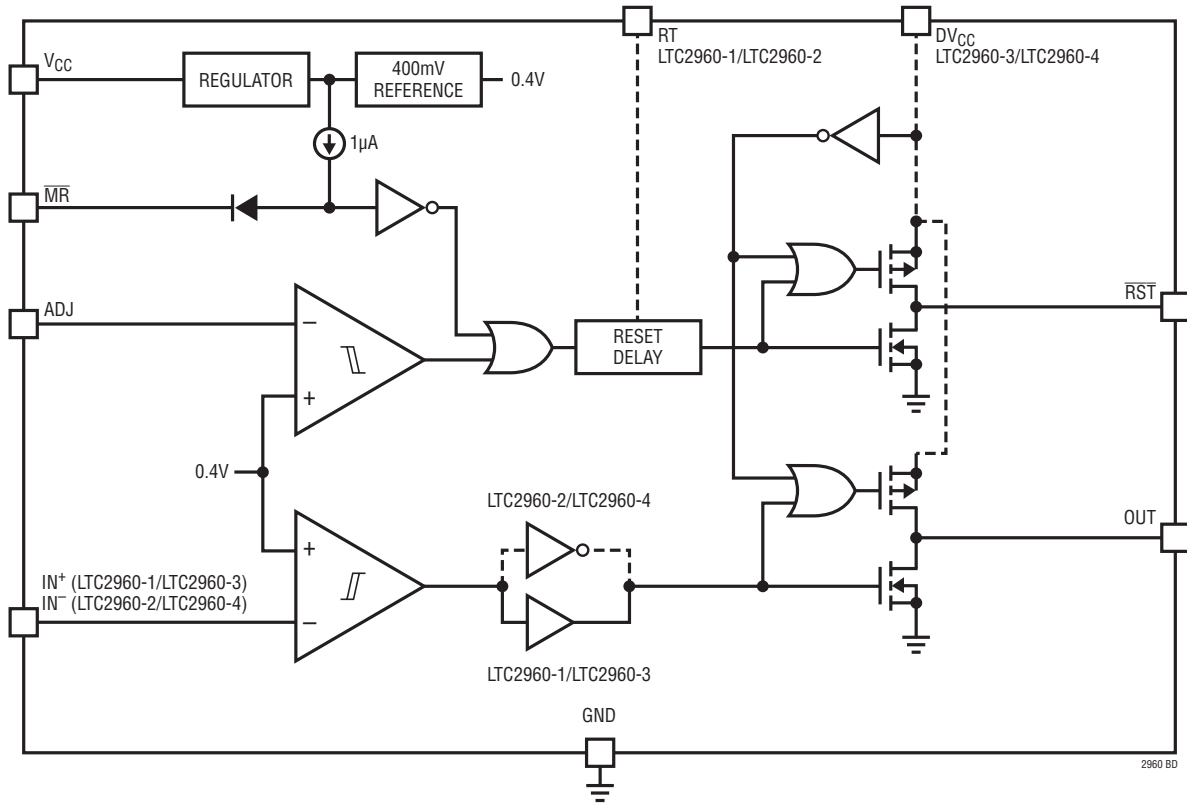 RT
LTC2960-1/LTC2960-2
DVCC
LTC2960-3/LTC2960-4
VCC
REGULATOR
400mV
REFERENCE
0.4V
1µA
M̅R̅
ADJ
−
+
RESET
DELAY
R̅S̅T̅
0.4V
LTC2960-2/LTC2960-4
OUT
+
−
IN+ (LTC2960-1/LTC2960-3)
IN− (LTC2960-2/LTC2960-4)
LTC2960-1/LTC2960-3
GND
2960 BD